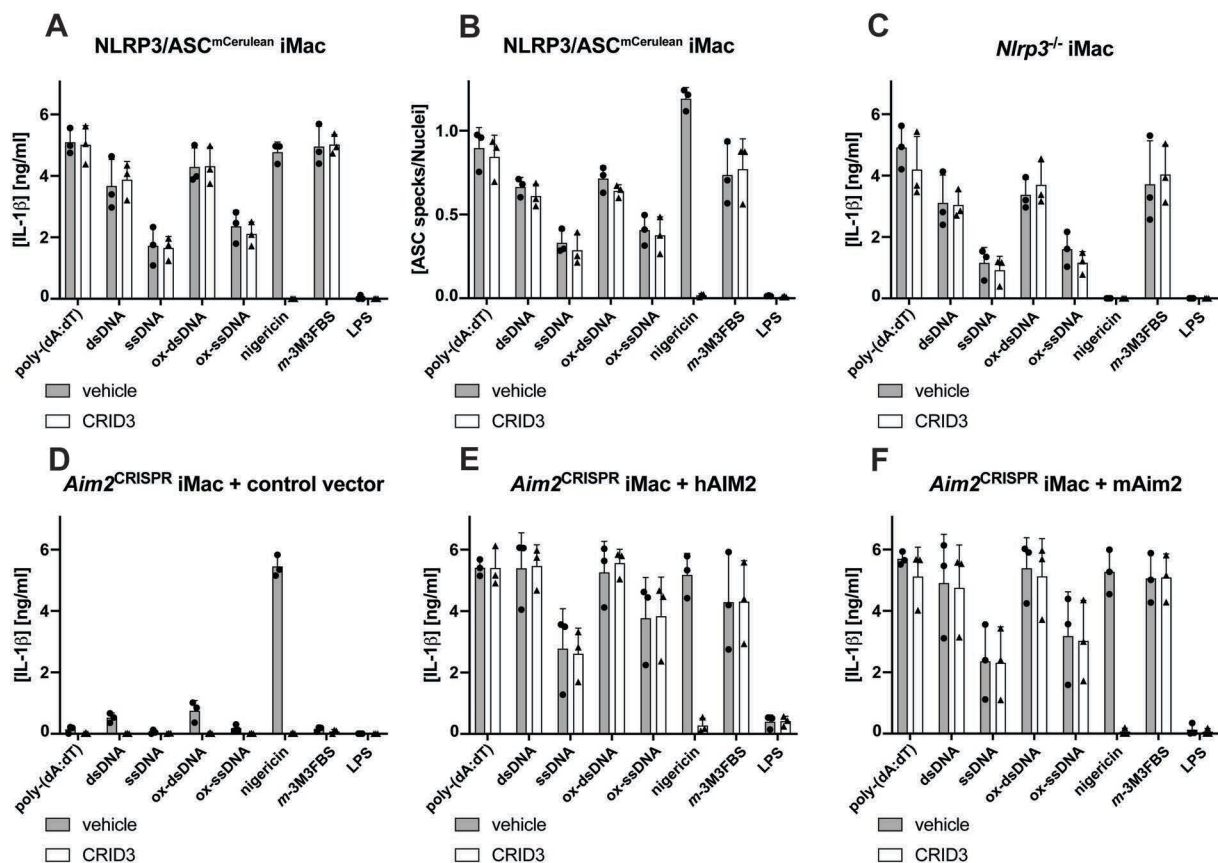 A
NLRP3/ASCmCerulean iMac
[IL-1β] [ng/ml]
6
4
2
0
poly-(dA:dT)
dsDNA
ssDNA
ox-dsDNA
ox-ssDNA
nigericin
m-3M3FBS
LPS
vehicle
CRID3
B
NLRP3/ASCmCerulean iMac
[ASC specks/Nuclei]
1.0
0.5
0.0
poly-(dA:dT)
dsDNA
ssDNA
ox-dsDNA
ox-ssDNA
nigericin
m-3M3FBS
LPS
vehicle
CRID3
C
Nlrp3-/- iMac
[IL-1β] [ng/ml]
6
4
2
0
poly-(dA:dT)
dsDNA
ssDNA
ox-dsDNA
ox-ssDNA
nigericin
m-3M3FBS
LPS
vehicle
CRID3
D
Aim2CRISPR iMac + control vector
[IL-1β] [ng/ml]
6
4
2
0
poly-(dA:dT)
dsDNA
ssDNA
ox-dsDNA
ox-ssDNA
nigericin
m-3M3FBS
LPS
vehicle
CRID3
E
Aim2CRISPR iMac + hAIM2
[IL-1β] [ng/ml]
6
4
2
0
poly-(dA:dT)
dsDNA
ssDNA
ox-dsDNA
ox-ssDNA
nigericin
m-3M3FBS
LPS
vehicle
CRID3
F
Aim2CRISPR iMac + mAim2
[IL-1β] [ng/ml]
6
4
2
0
poly-(dA:dT)
dsDNA
ssDNA
ox-dsDNA
ox-ssDNA
nigericin
m-3M3FBS
LPS
vehicle
CRID3